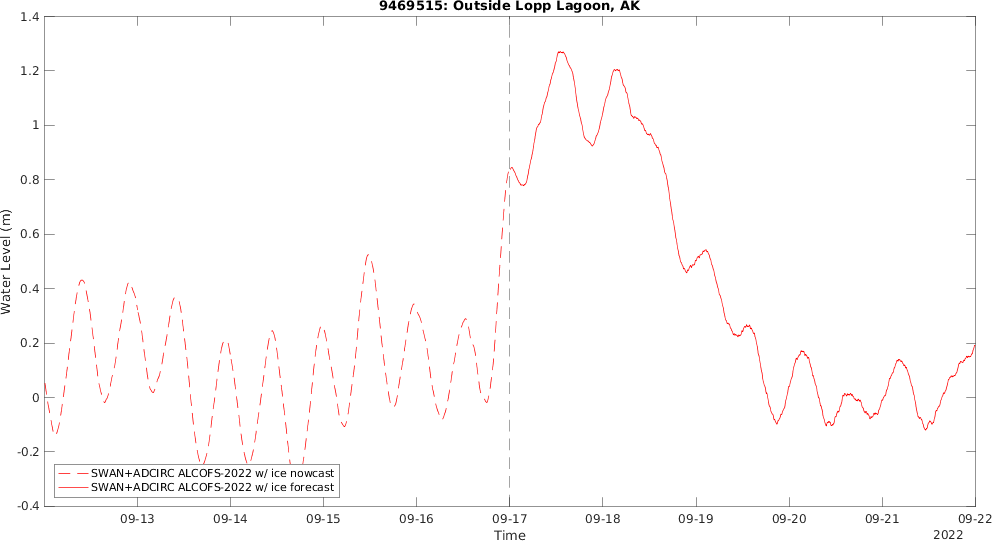 9469515: Outside Lopp Lagoon, AK
1.4
1.2
1
0.8
0.6
0.4
0.2
0
-0.2
-0.4
Water Level (m)
SWAN+ADCIRC ALCOFS-2022 w/ ice nowcast
SWAN+ADCIRC ALCOFS-2022 w/ ice forecast
09-13 09-14 09-15 09-16 09-17 09-18 09-19 09-20 09-21 09-22
Time
2022